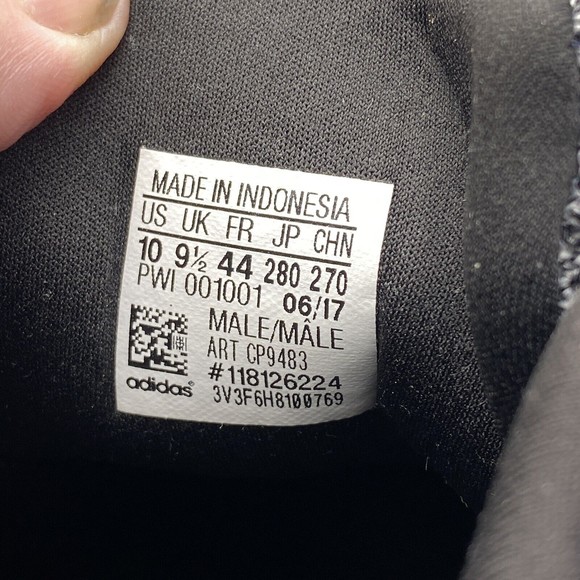 MADE IN INDONESIA
US UK FR JP CHN
10 9½ 44 280 270
PWI 001001 06/17
MALE/MÂLE
ART CP9483
#118126224
adidas 3V3F6H8100769